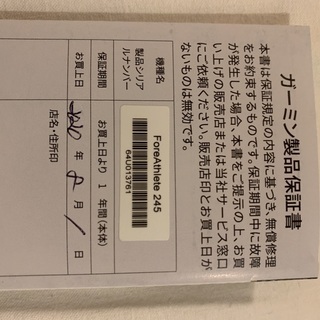 ガーミン製品保証書
本書は保証規定の内容に基づき、無償修理
をお約束するものです。保証期間中に故障
が発生した場合、本書をご提示の上、お買
い上げの販売店または当社サービス窓口
にご依頼ください。販売店印とお買上日が
ないものは無効です。
機種名
製品シリア
ルナンバー
ForeAthlete 245
64U013761
保証期間
お買上日より 1 年間(本体)
お買上日
年 8 月 1 日
店名・住所印